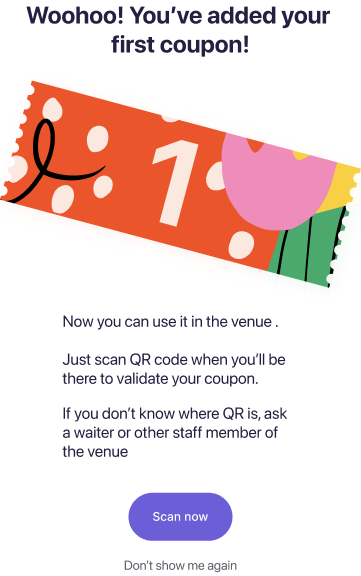 Woohoo! You’ve added your
first coupon!
1
Now you can use it in the venue .
Just scan QR code when you’ll be
there to validate your coupon.
If you don’t know where QR is, ask
a waiter or other staff member of
the venue
Scan now
Don’t show me again